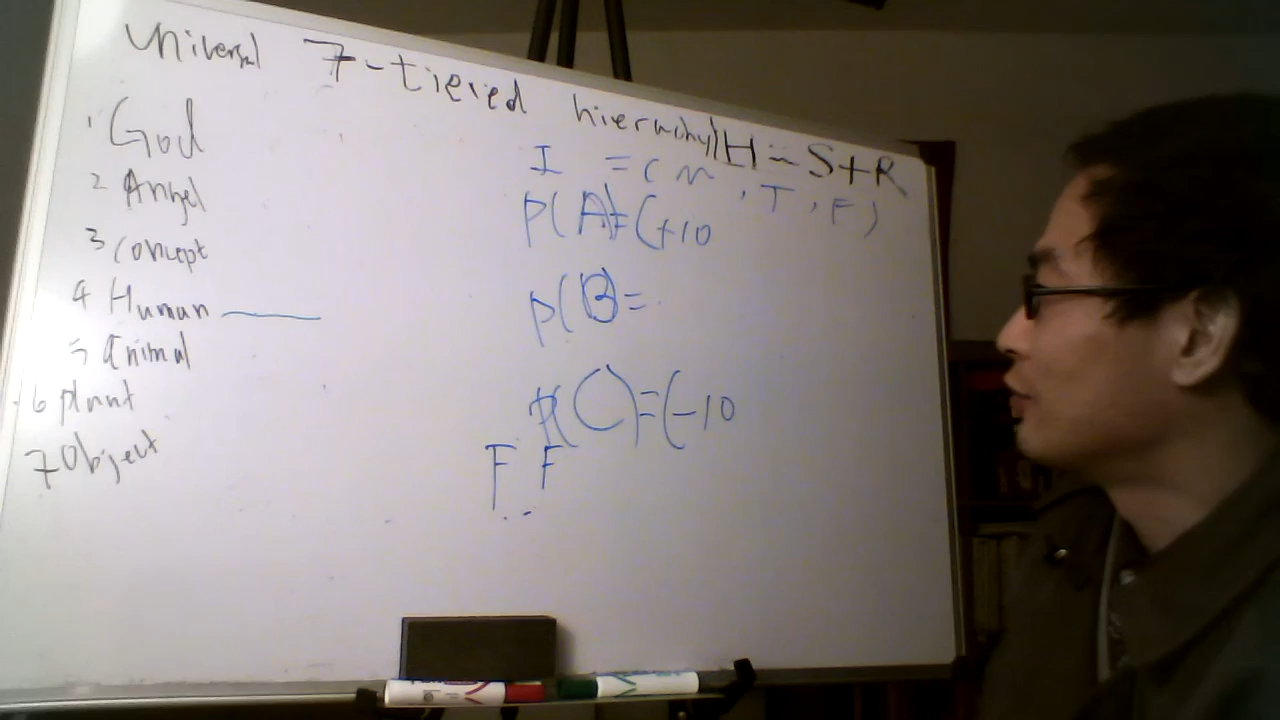 Universal 7-tiered hierarchy H = S+R
1 God
2 Angel
3 Concept
4 Human
5 Animal
6 plant
7 Object
I = ( m , T , F )
P(A)=(+10
p(B)=
p(C)=(-10
F F